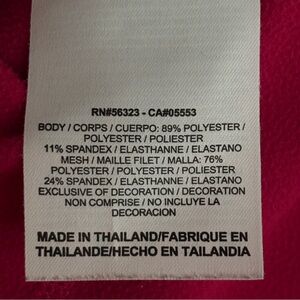 RN#56323 - CA#05553
BODY / CORPS / CUERPO: 89% POLYESTER /
POLYESTER / POLIESTER
11% SPANDEX / ELASTHANNE / ELASTANO
MESH / MAILLE FILET / MALLA: 76%
POLYESTER / POLYESTER / POLIESTER
24% SPANDEX / ELASTHANNE / ELASTANO
EXCLUSIVE OF DECORATION / DECORATION
NON COMPRISE / NO INCLUYE LA
DECORACION
MADE IN THAILAND/FABRIQUE EN
THAILANDE/HECHO EN TAILANDIA